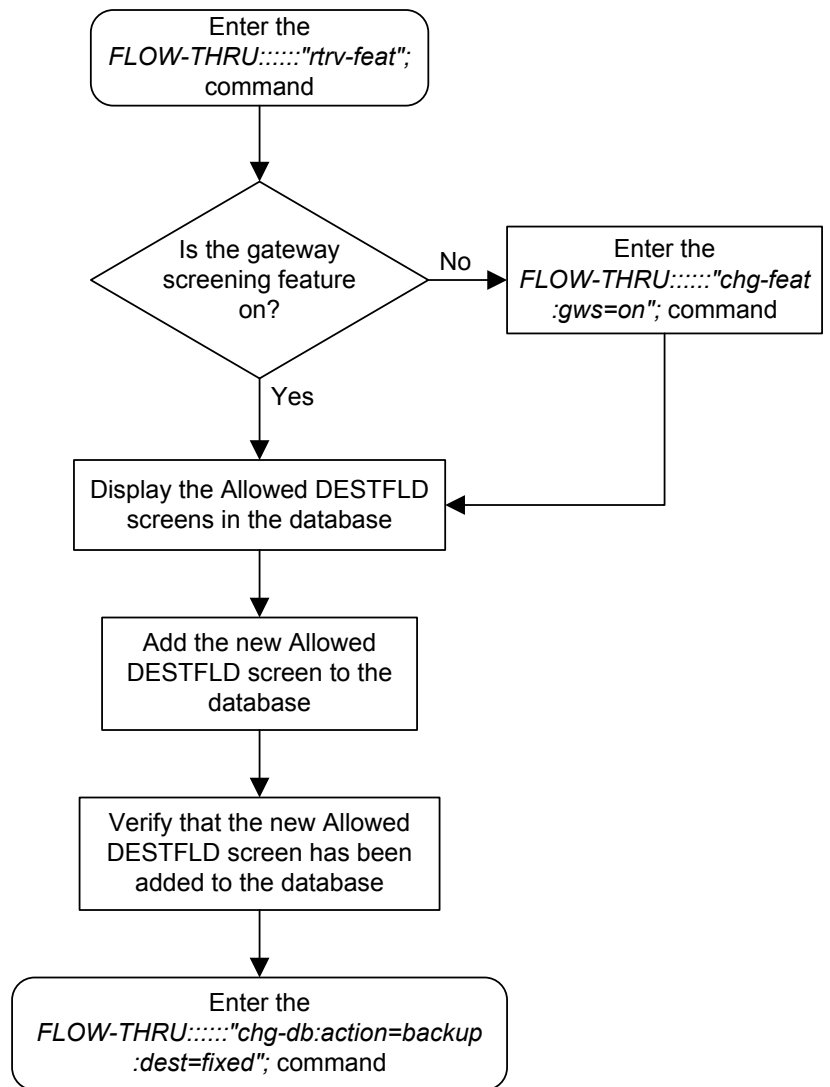 Enter the
FLOW-THRU::::::"rtrv-feat";
command
Is the gateway
screening feature
on?
No
Enter the
FLOW-THRU::::::"chg-feat
:gws=on"; command
Yes
Display the Allowed DESTFLD
screens in the database
Add the new Allowed
DESTFLD screen to the
database
Verify that the new Allowed
DESTFLD screen has been
added to the database
Enter the
FLOW-THRU::::::"chg-db:action=backup
:dest=fixed"; command